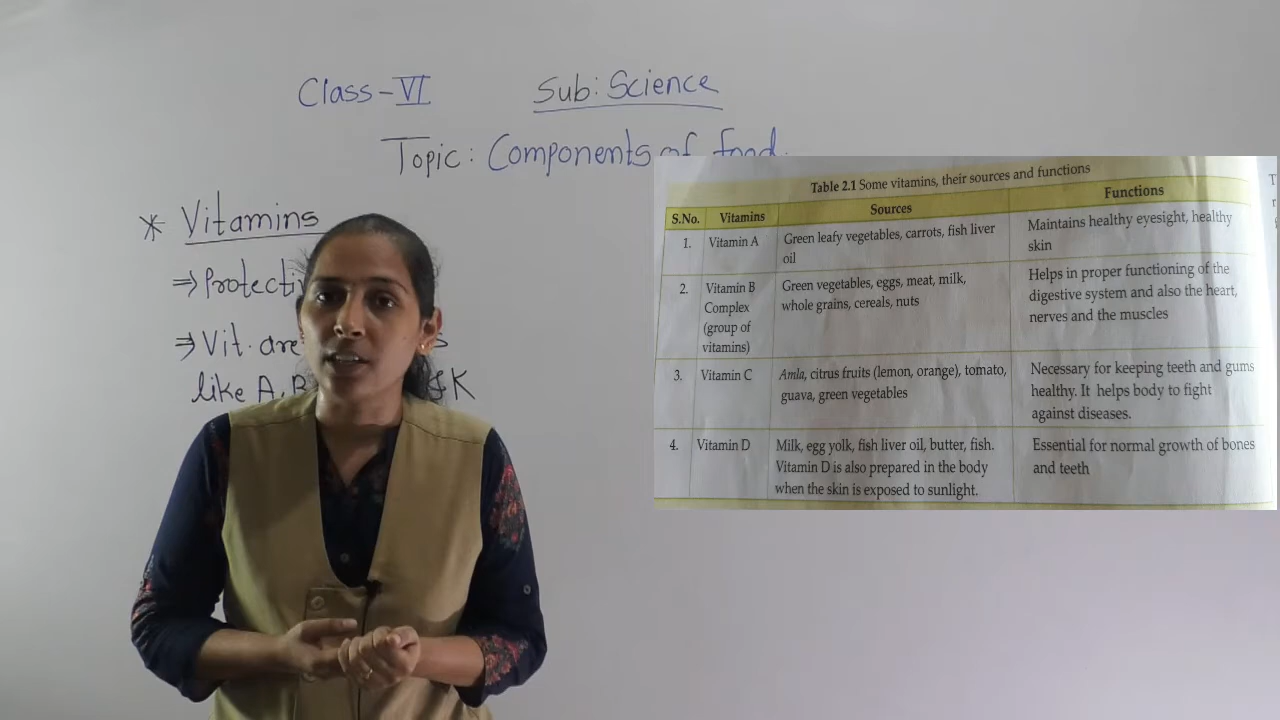 Class-VI
Sub: Science
Topic: Components of food.
* Vitamins
⇒ Protecti
⇒ Vit. are
like A, B
& K
Table 2.1 Some vitamins, their sources and functions
S.No. Vitamins Sources Functions
1. Vitamin A Green leafy vegetables, carrots, fish liver Maintains healthy eyesight, healthy
oil skin
2. Vitamin B Green vegetables, eggs, meat, milk, Helps in proper functioning of the
Complex whole grains, cereals, nuts digestive system and also the heart,
(group of nerves and the muscles
vitamins)
3. Vitamin C Amla, citrus fruits (lemon, orange), tomato, Necessary for keeping teeth and gums
guava, green vegetables healthy. It helps body to fight
against diseases.
4. Vitamin D Milk, egg yolk, fish liver oil, butter, fish. Essential for normal growth of bones
Vitamin D is also prepared in the body and teeth
when the skin is exposed to sunlight.